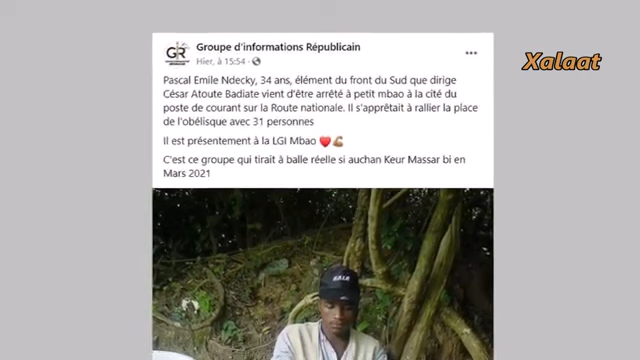 Groupe d'informations Républicain
Hier, à 15:54
Xalaat
Pascal Emile Ndecky, 34 ans, élément du front du Sud que dirige
César Atoute Badiate vient d'être arrêté à petit mbao à la cité du
poste de courant sur la Route nationale. Il s'apprêtait à rallier la place
de l'obélisque avec 31 personnes
Il est présentement à la LGI Mbao ❤️💪🏽
C'est ce groupe qui tirait à balle réelle si auchan Keur Massar bi en
Mars 2021